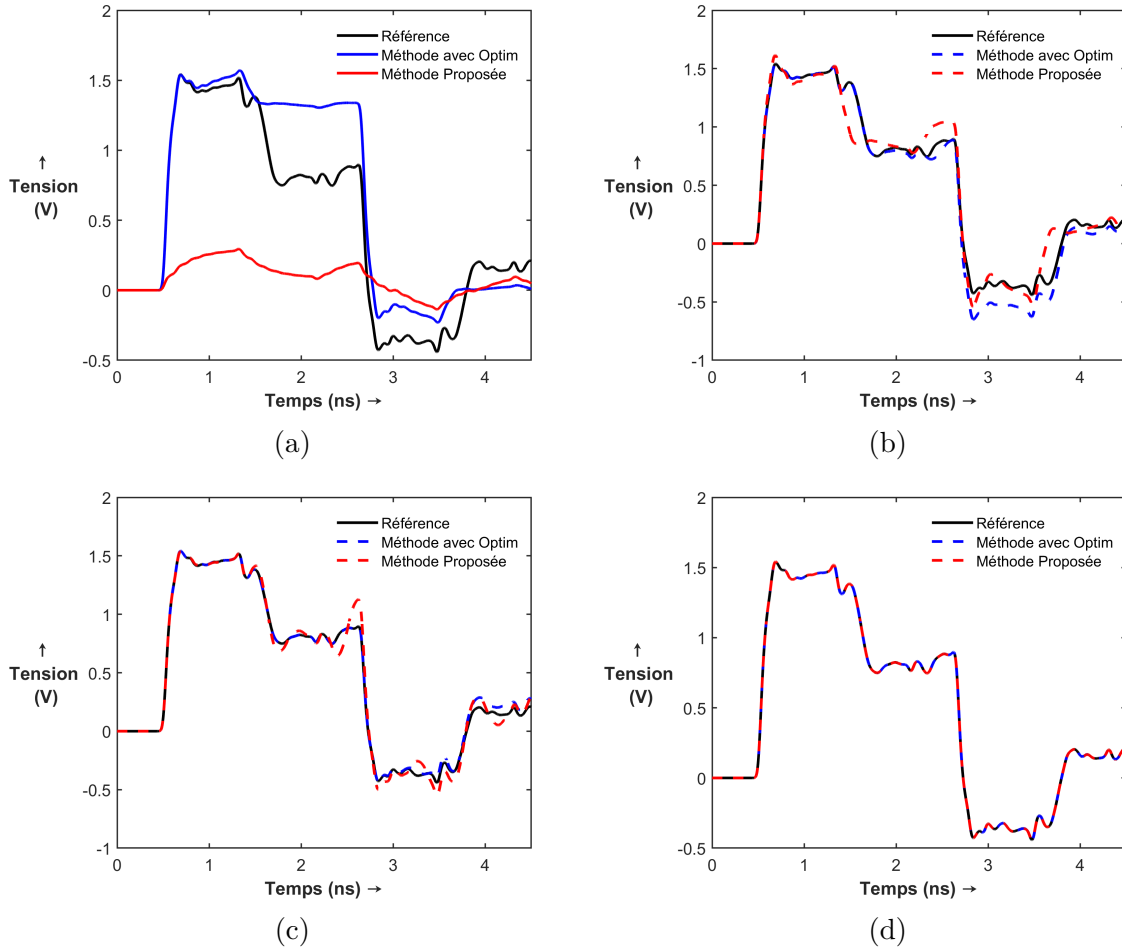 2
1.5
1
0.5
0
-0.5
↑
Tension
(V)
Référence
Méthode avec Optim
Méthode Proposée
0
1
2
3
4
Temps (ns) →
(a)
2
1.5
1
0.5
0
-0.5
-1
↑
Tension
(V)
Référence
Méthode avec Optim
Méthode Proposée
0
1
2
3
4
Temps (ns) →
(b)
2
1.5
1
0.5
0
-0.5
-1
↑
Tension
(V)
Référence
Méthode avec Optim
Méthode Proposée
0
1
2
3
4
Temps (ns) →
(c)
2
1.5
1
0.5
0
-0.5
↑
Tension
(V)
Référence
Méthode avec Optim
Méthode Proposée
0
1
2
3
4
Temps (ns) →
(d)